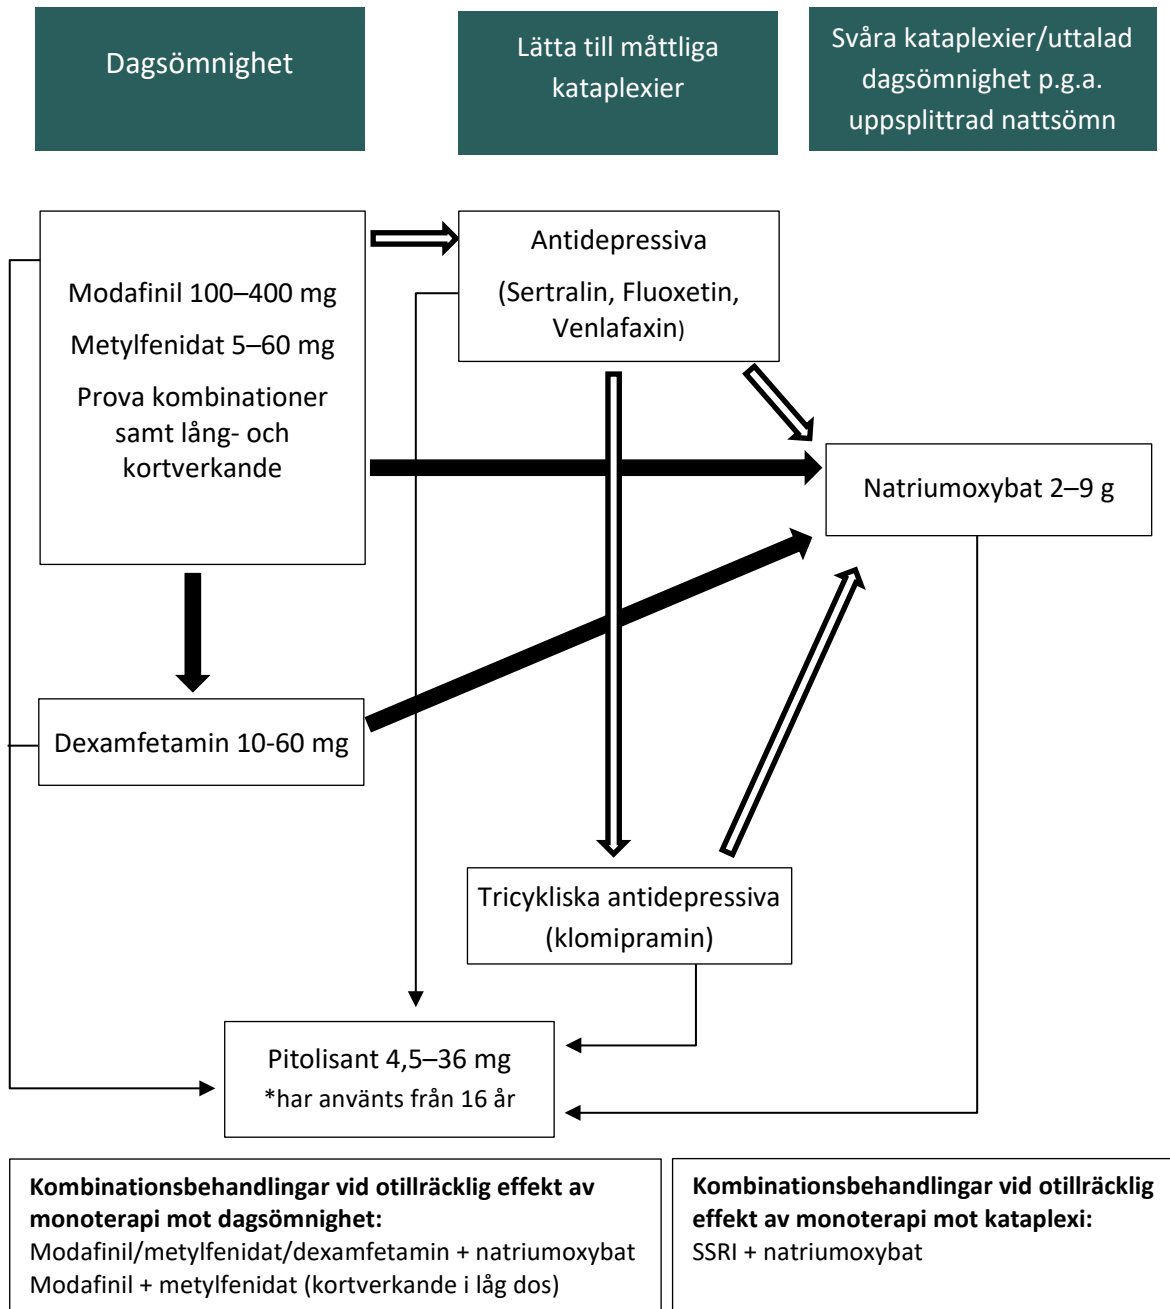 Dagsömnighet
Lätta till måttliga
kataplexier
Svåra kataplexier/uttalad
dagsömnighet p.g.a.
uppsplittrad nattsömn
Modafinil 100–400 mg
Metylfenidat 5–60 mg
Prova kombinationer
samt lång- och
kortverkande
Antidepressiva
(Sertralin, Fluoxetin,
Venlafaxin)
Natriumoxybat 2–9 g
Dexamfetamin 10-60 mg
Tricykliska antidepressiva
(klomipramin)
Pitolisant 4,5–36 mg
*har använts från 16 år
Kombinationsbehandlingar vid otillräcklig effekt av
monoterapi mot dagsömnighet:
Modafinil/metylfenidat/dexamfetamin + natriumoxybat
Modafinil + metylfenidat (kortverkande i låg dos)
Kombinationsbehandlingar vid otillräcklig
effekt av monoterapi mot kataplexi:
SSRI + natriumoxybat